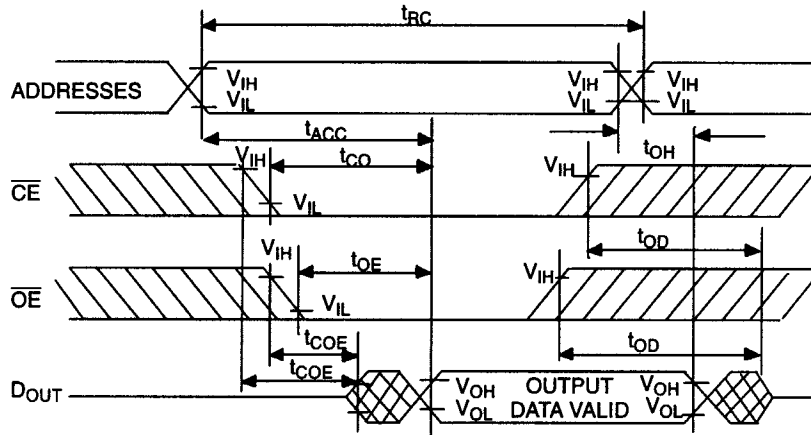 tRC
ADDRESSES
VIH
VIL
VIH
VIL
VIH
VIL
tACC
tOH
CE
VIH
tCO
VIL
VIH
tOD
OE
VIH
tOE
VIL
VIH
tCOE
tOD
tCOE
DOUT
VOH
VOL
OUTPUT
DATA VALID
VOH
VOL